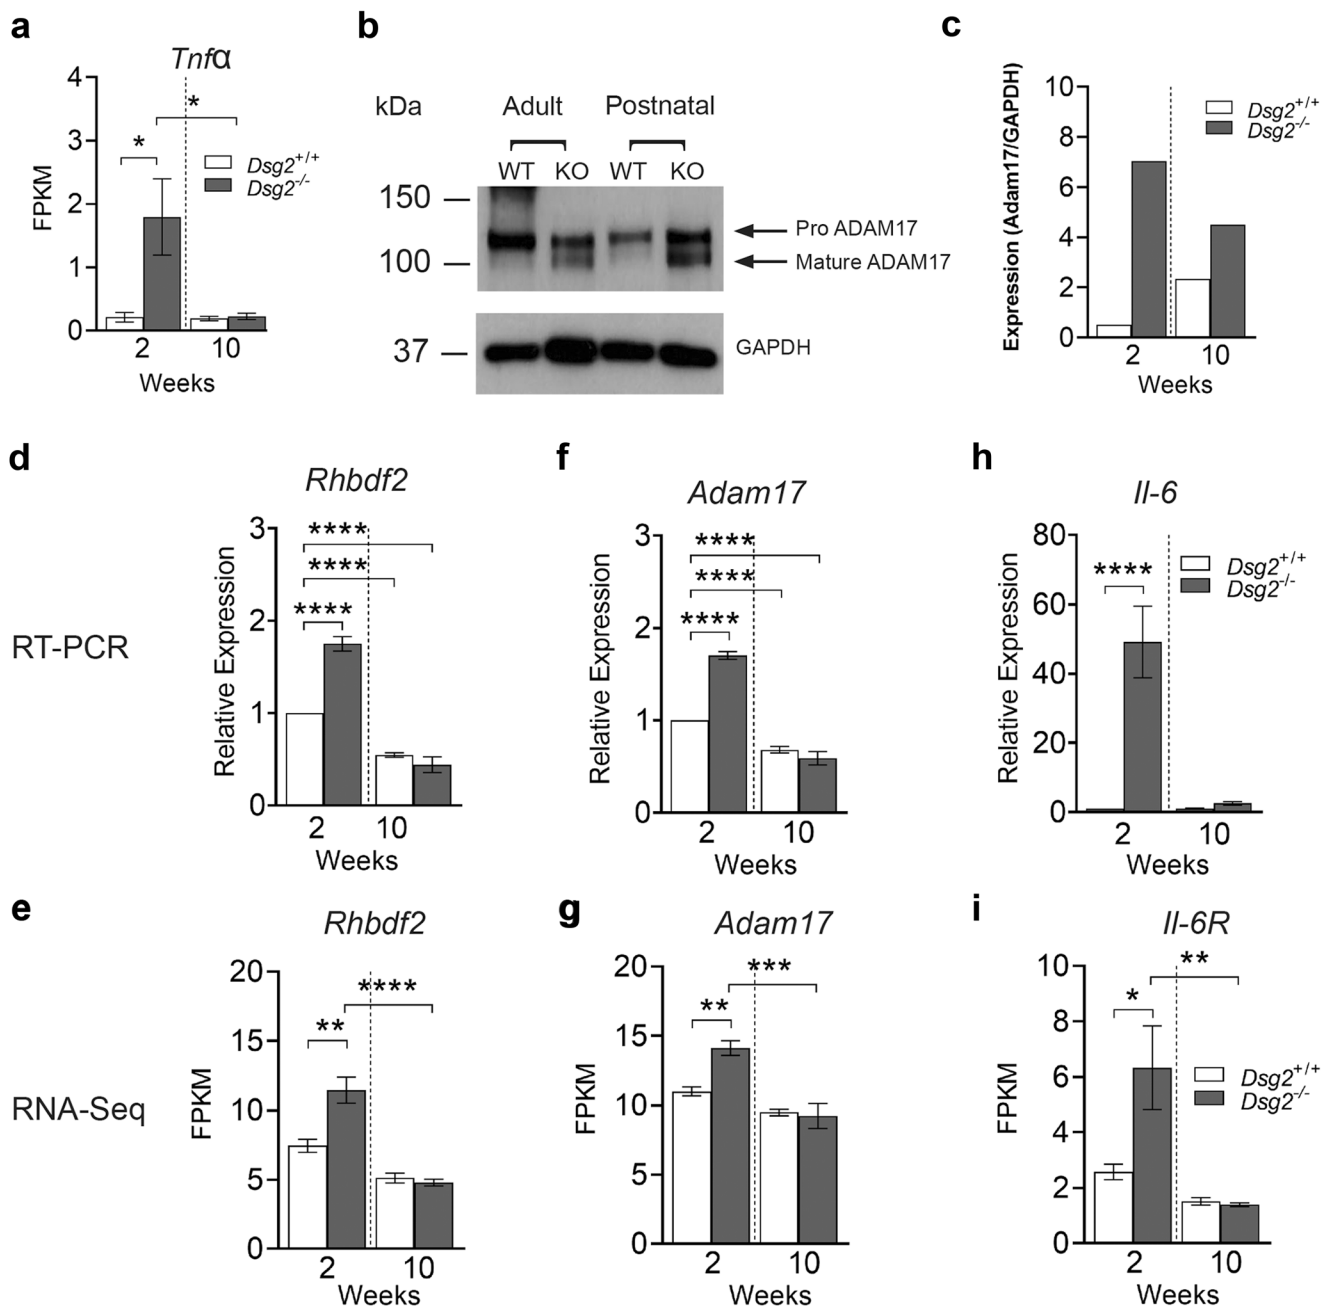 a
Tnfα
FPKM
4
3
2
1
0
*
*
Dsg2+/+
Dsg2-/-
2 10
Weeks
b
kDa
Adult Postnatal
WT KO WT KO
150
100
37
Pro ADAM17
Mature ADAM17
GAPDH
c
Expression (Adam17/GAPDH)
10
8
6
4
2
0
Dsg2+/+
Dsg2-/-
2 10
Weeks
RT-PCR
d
Rhbdf2
Relative Expression
3
2
1
0
****
****
****
2 10
Weeks
f
Adam17
Relative Expression
3
2
1
0
****
****
****
2 10
Weeks
h
Il-6
Relative Expression
80
60
40
20
0
****
Dsg2+/+
Dsg2-/-
2 10
Weeks
RNA-Seq
e
Rhbdf2
FPKM
20
15
10
5
0
****
**
2 10
Weeks
g
Adam17
FPKM
20
15
10
5
0
***
**
2 10
Weeks
i
Il-6R
FPKM
10
8
6
4
2
0
**
*
Dsg2+/+
Dsg2-/-
2 10
Weeks